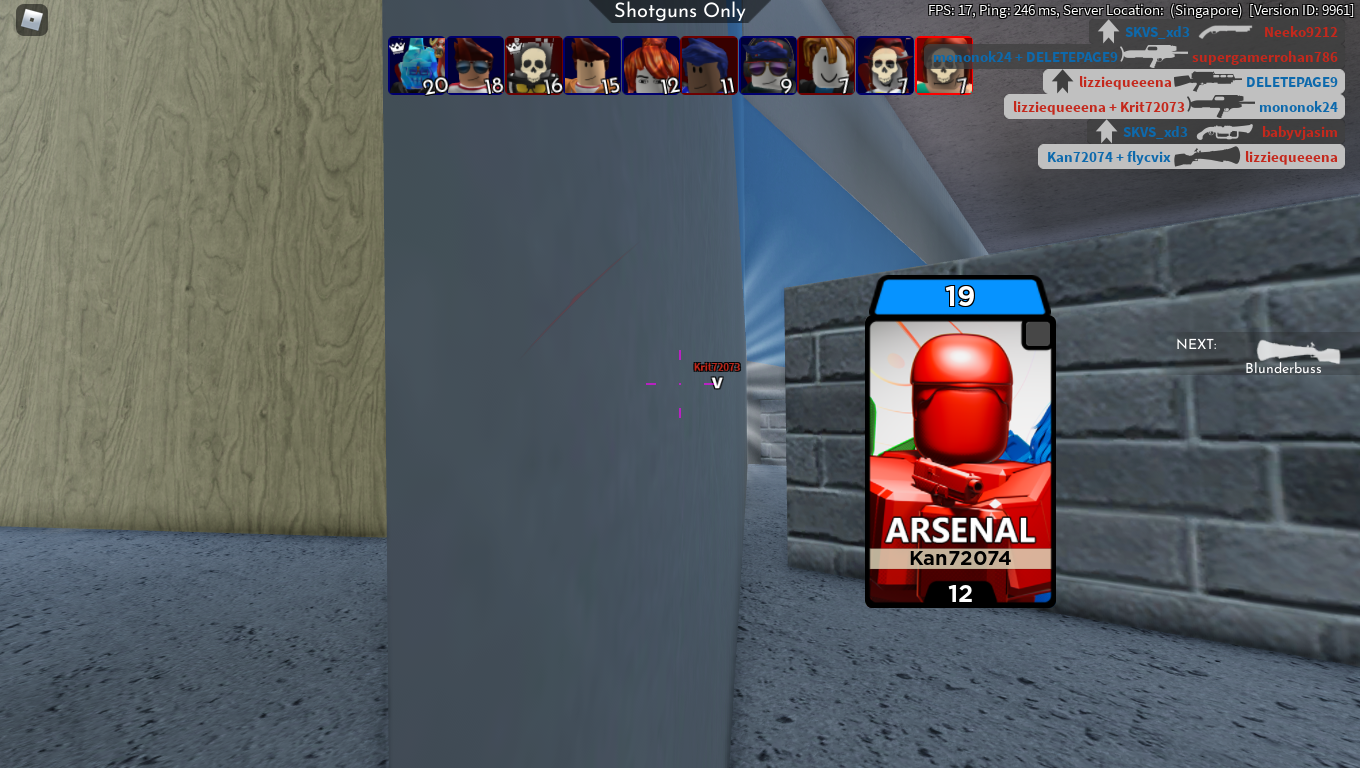 Shotguns Only
FPS: 17, Ping: 246 ms, Server Location: (Singapore) [Version ID: 9961]
20 18 16 15 12 11 9 7 7 7
SKVS_xd3 Neeko9212
mononok24 + DELETEPAGE9 supergamerrohan786
lizziequeeena DELETEPAGE9
lizziequeeena + Krit72073 mononok24
SKVS_xd3 babyvjasim
Kan72074 + flycvix lizziequeeena
19
NEXT:
Blunderbuss
Krit72073
V
ARSENAL
Kan72074
12